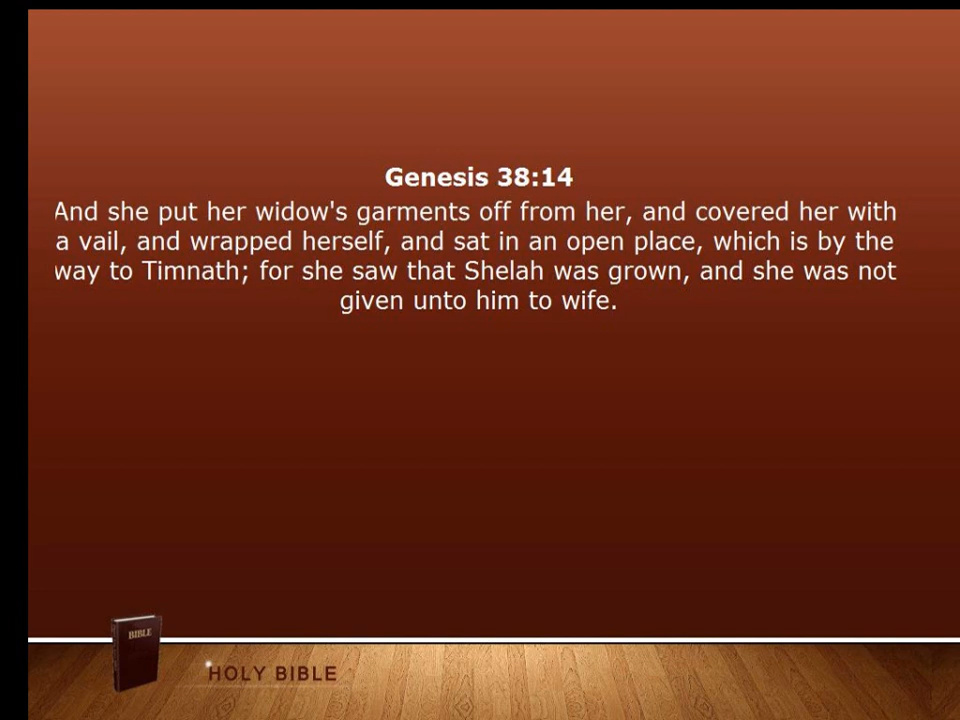 Genesis 38:14
And she put her widow's garments off from her, and covered her with
a vail, and wrapped herself, and sat in an open place, which is by the
way to Timnath; for she saw that Shelah was grown, and she was not
given unto him to wife.
BIBLE
HOLY BIBLE